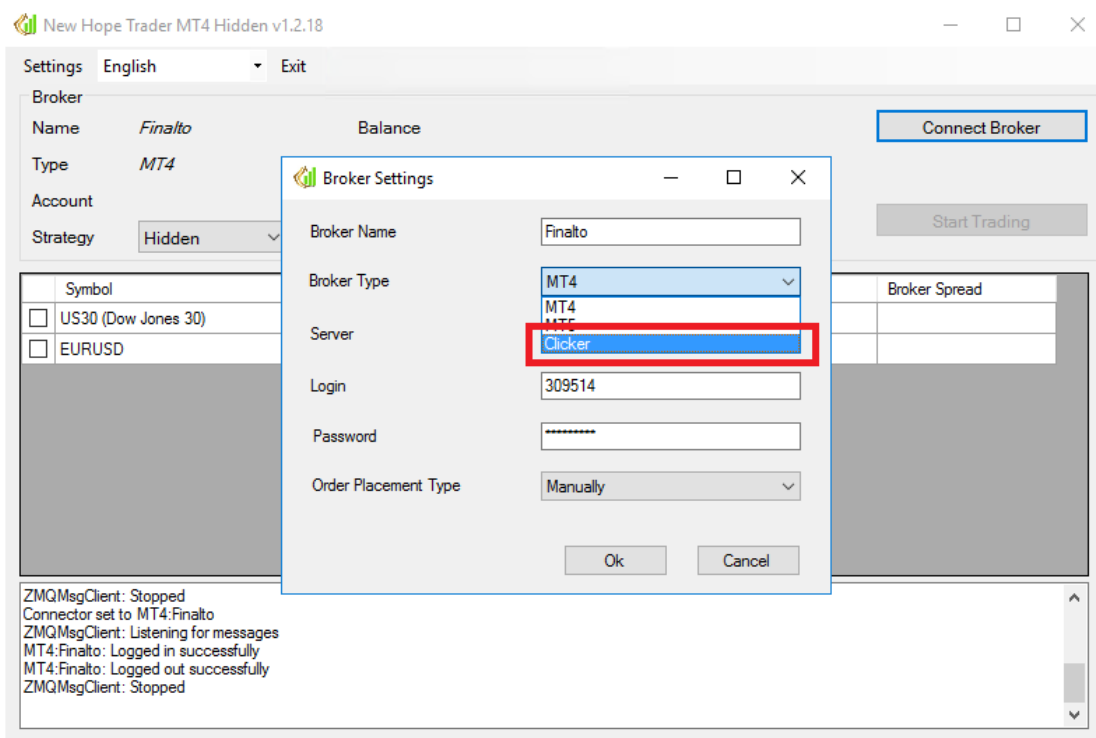 New Hope Trader MT4 Hidden v1.2.18
Settings English Exit
Broker
Name Finalto Balance Connect Broker
Type MT4
Broker Settings
Account
Start Trading
Strategy Hidden
Broker Name Finalto
Broker Type MT4
MT4
MT5
Clicker
Server
Login 309514
Password *********
Order Placement Type Manually
Ok Cancel
Symbol Broker Spread
US30 (Dow Jones 30)
EURUSD
ZMQMsgClient: Stopped
Connector set to MT4:Finalto
ZMQMsgClient: Listening for messages
MT4:Finalto: Logged in successfully
MT4:Finalto: Logged out successfully
ZMQMsgClient: Stopped